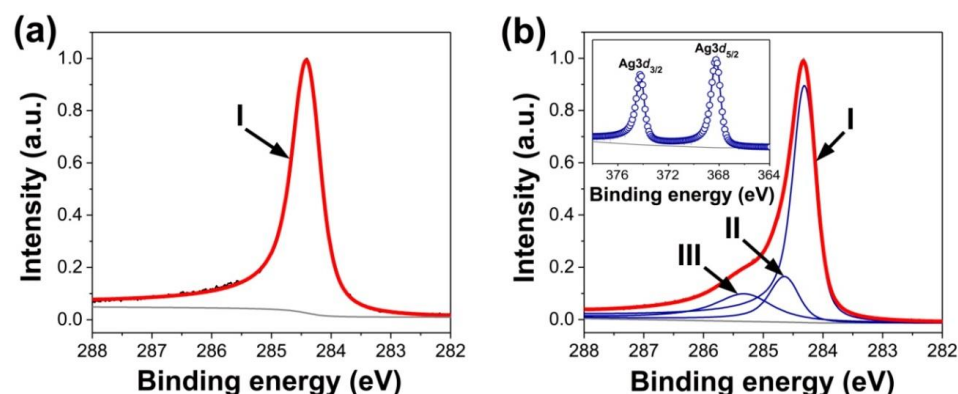 (a)
Intensity (a.u.)
1.0
0.8
0.6
0.4
0.2
0.0
I
288 287 286 285 284 283 282
Binding energy (eV)
(b)
Intensity (a.u.)
1.0
0.8
0.6
0.4
0.2
0.0
Ag3d3/2
Ag3d5/2
376 372 368 364
Binding energy (eV)
I
II
III
288 287 286 285 284 283 282
Binding energy (eV)